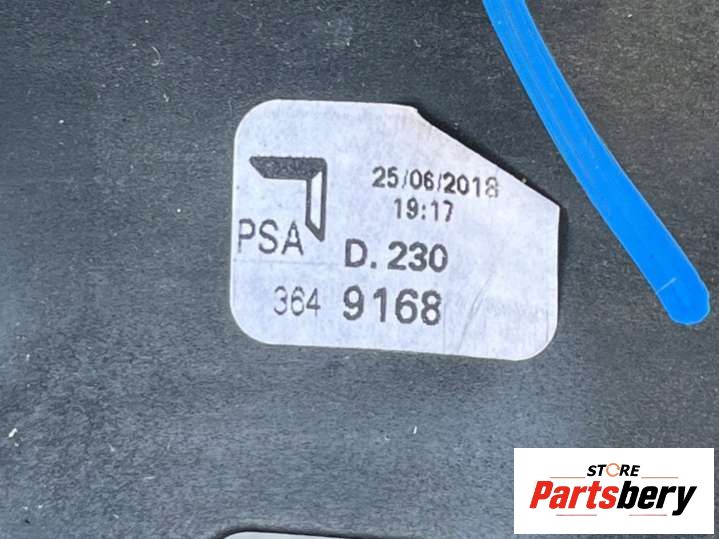 25/06/2018
19:17
PSA D. 230
364 9168
STORE
Partsbery